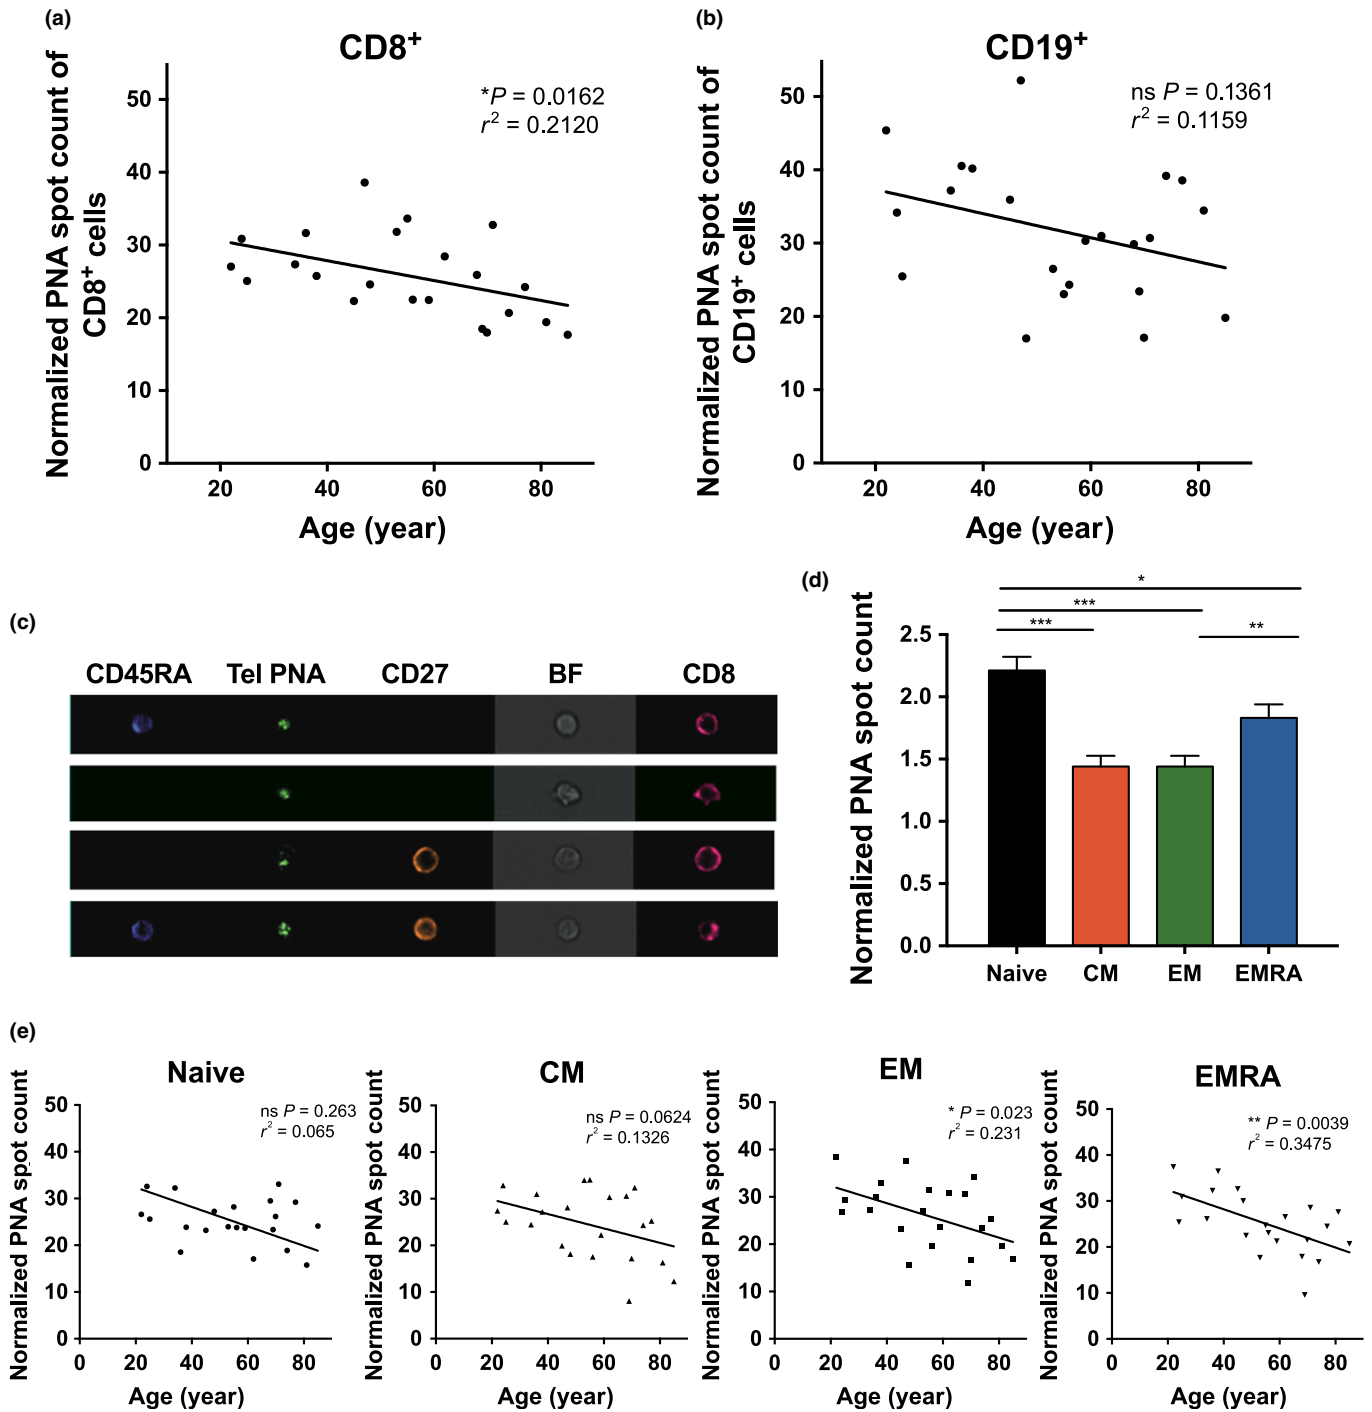 (a)
CD8+
*P = 0.0162
r2 = 0.2120
Normalized PNA spot count of
CD8+ cells
50
40
30
20
10
0
20 40 60 80
Age (year)
(b)
CD19+
ns P = 0.1361
r2 = 0.1159
Normalized PNA spot count of
CD19+ cells
50
40
30
20
10
0
20 40 60 80
Age (year)
(c)
CD45RA Tel PNA CD27 BF CD8
(d)
*
***
*** **
Normalized PNA spot count
2.5
2.0
1.5
1.0
0.5
0.0
Naive CM EM EMRA
(e)
Naive
ns P = 0.263
r2 = 0.065
Normalized PNA spot count
50
40
30
20
10
0
0 20 40 60 80
Age (year)
CM
ns P = 0.0624
r2 = 0.1326
Normalized PNA spot count
50
40
30
20
10
0
0 20 40 60 80
Age (year)
EM
* P = 0.023
r2 = 0.231
Normalized PNA spot count
50
40
30
20
10
0
0 20 40 60 80
Age (year)
EMRA
** P = 0.0039
r2 = 0.3475
Normalized PNA spot count
50
40
30
20
10
0
0 20 40 60 80
Age (year)